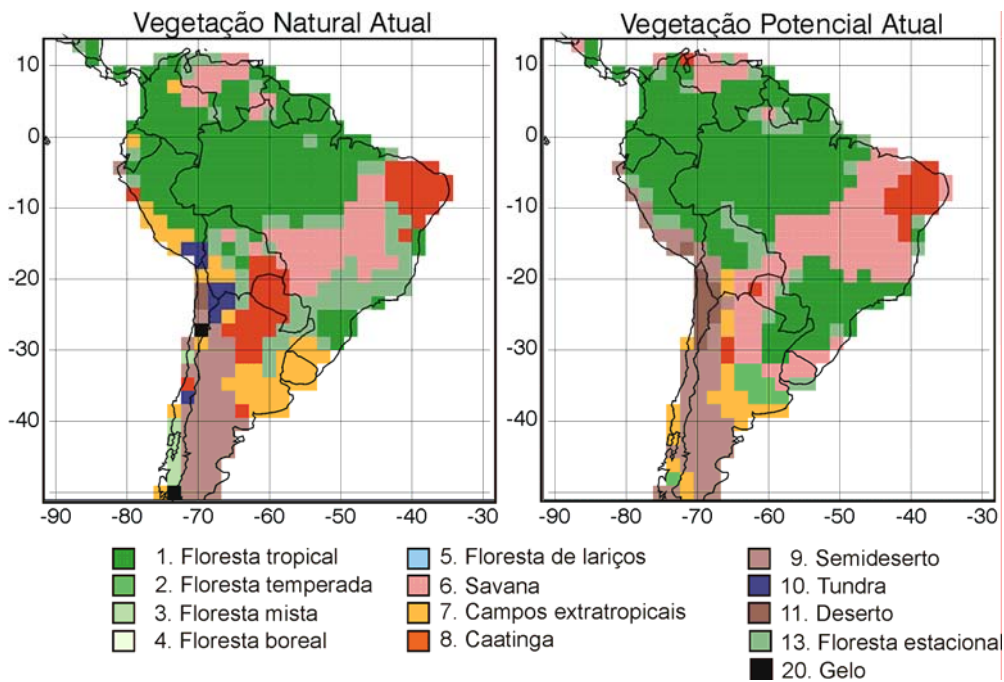 Vegetação Natural Atual
Vegetação Potencial Atual
10
0
-10
-20
-30
-40
-90 -80 -70 -60 -50 -40 -30
10
0
-10
-20
-30
-40
-90 -80 -70 -60 -50 -40 -30
1. Floresta tropical
2. Floresta temperada
3. Floresta mista
4. Floresta boreal
5. Floresta de lariços
6. Savana
7. Campos extratropicais
8. Caatinga
9. Semideserto
10. Tundra
11. Deserto
13. Floresta estacional
20. Gelo